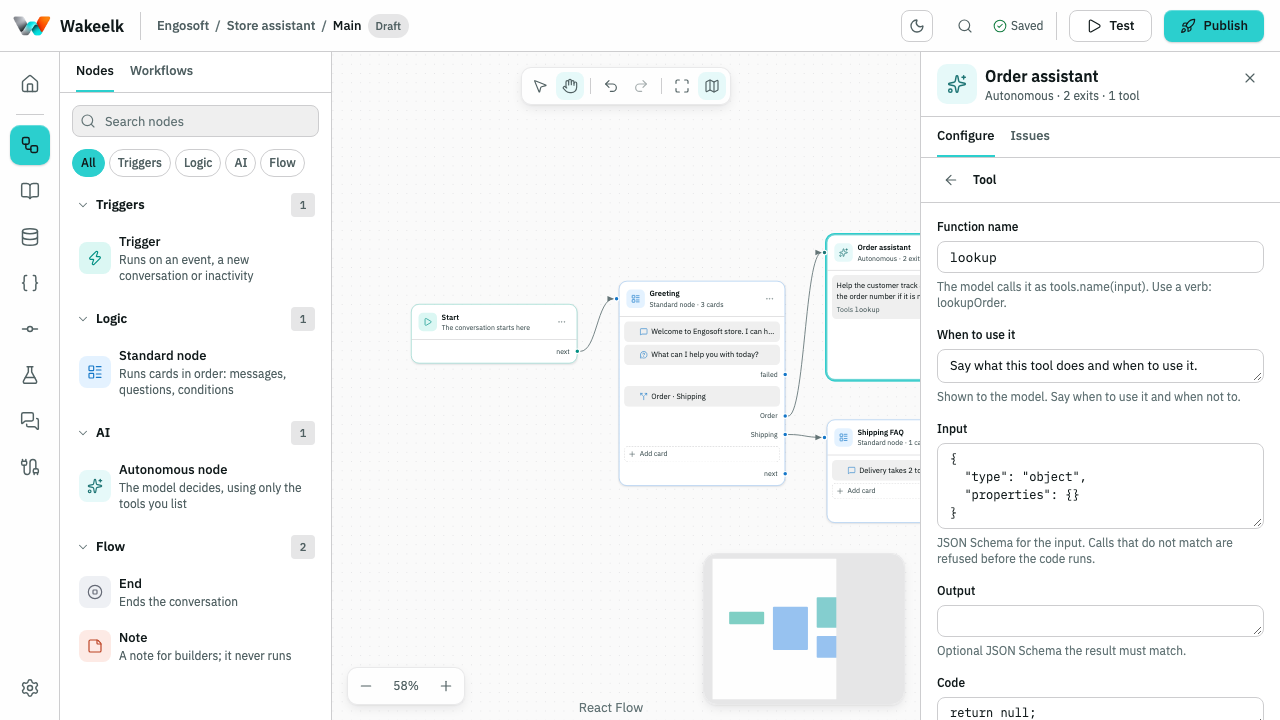 Wakeelk
Engosoft / Store assistant / Main Draft
Saved
Test
Publish
Nodes Workflows
Search nodes
All Triggers Logic AI Flow
Triggers 1
Trigger
Runs on an event, a new
conversation or inactivity
Logic 1
Standard node
Runs cards in order: messages,
questions, conditions
AI 1
Autonomous node
The model decides, using only the
tools you list
Flow 2
End
Ends the conversation
Note
A note for builders; it never runs
Start
The conversation starts here
next
Greeting
Standard node · 3 cards
Welcome to Engosoft store. I can h...
What can I help you with today?
failed
Order · Shipping
Order
Shipping
+ Add card
next
Order assistant
Autonomous · 2 exit
Help the customer track
the order number if it is
Tools lookup
Shipping FAQ
Standard node · 1 ca
Delivery takes 2 to
+ Add card
58%
React Flow
Order assistant
Autonomous · 2 exits · 1 tool
Configure Issues
Tool
Function name
lookup
The model calls it as tools.name(input). Use a verb:
lookupOrder.
When to use it
Say what this tool does and when to use it.
Shown to the model. Say when to use it and when not to.
Input
{
"type": "object",
"properties": {}
}
JSON Schema for the input. Calls that do not match are
refused before the code runs.
Output
Optional JSON Schema the result must match.
Code
return null;